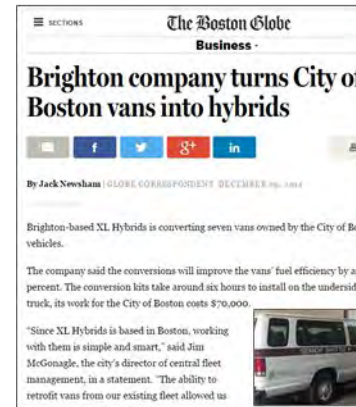 SECTIONS
The Boston Globe
Business
Brighton company turns City of
Boston vans into hybrids
f
g+
in
By Jack Newsham | GLOBE CORRESPONDENT DECEMBER
Brighton-based XL Hybrids is converting seven vans owned by the City of Bo
vehicles.
The company said the conversions will improve the vans' fuel efficiency by a
percent. The conversion kits take around six hours to install on the undersid
truck, its work for the City of Boston costs $70,000.
"Since XL Hybrids is based in Boston, working
with them is simple and smart," said Jim
McGonagle, the city's director of central fleet
management, in a statement. "The ability to
retrofit vans from our existing fleet allowed us